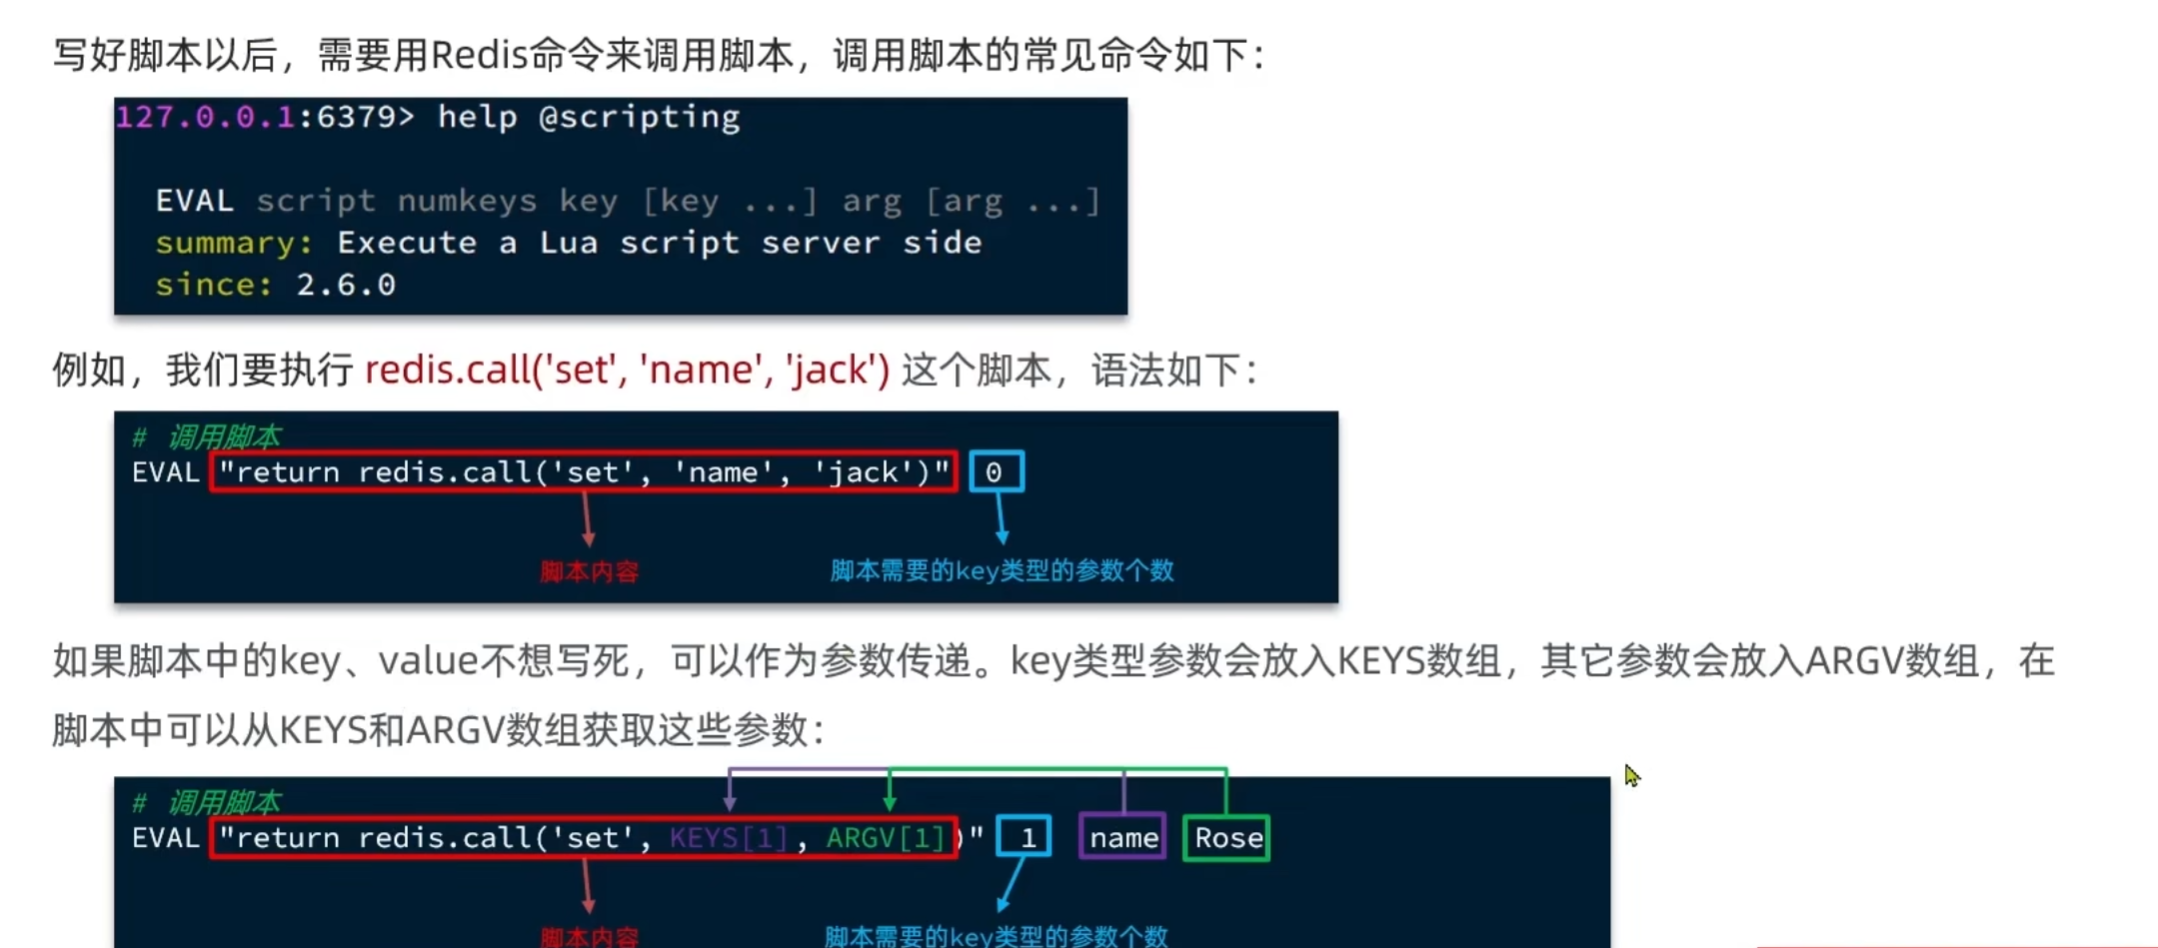 写好脚本以后，需要用Redis命令来调用脚本，调用脚本的常见命令如下：
127.0.0.1:6379> help @scripting
EVAL script numkeys key [key ...] arg [arg ...]
summary: Execute a Lua script server side
since: 2.6.0
例如，我们要执行 redis.call('set', 'name', 'jack') 这个脚本，语法如下：
# 调用脚本
EVAL "return redis.call('set', 'name', 'jack')" 0
脚本内容 脚本需要的key类型的参数个数
如果脚本中的key、value不想写死，可以作为参数传递。key类型参数会放入KEYS数组，其它参数会放入ARGV数组，在
脚本中可以从KEYS和ARGV数组获取这些参数：
# 调用脚本
EVAL "return redis.call('set', KEYS[1], ARGV[1])" 1 name Rose
脚本内容 脚本需要的key类型的参数个数